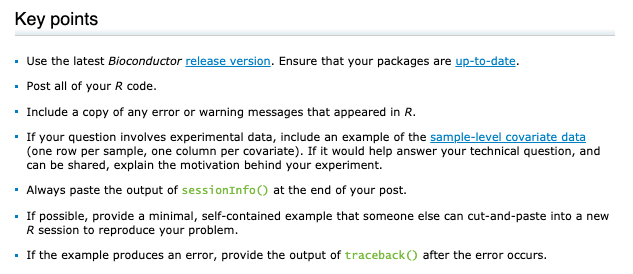 Key points
Use the latest Bioconductor release version. Ensure that your packages are up-to-date.
Post all of your R code.
Include a copy of any error or warning messages that appeared in R.
If your question involves experimental data, include an example of the sample-level covariate data
(one row per sample, one column per covariate). If it would help answer your technical question, and
can be shared, explain the motivation behind your experiment.
Always paste the output of sessionInfo() at the end of your post.
If possible, provide a minimal, self-contained example that someone else can cut-and-paste into a new
R session to reproduce your problem.
If the example produces an error, provide the output of traceback() after the error occurs.